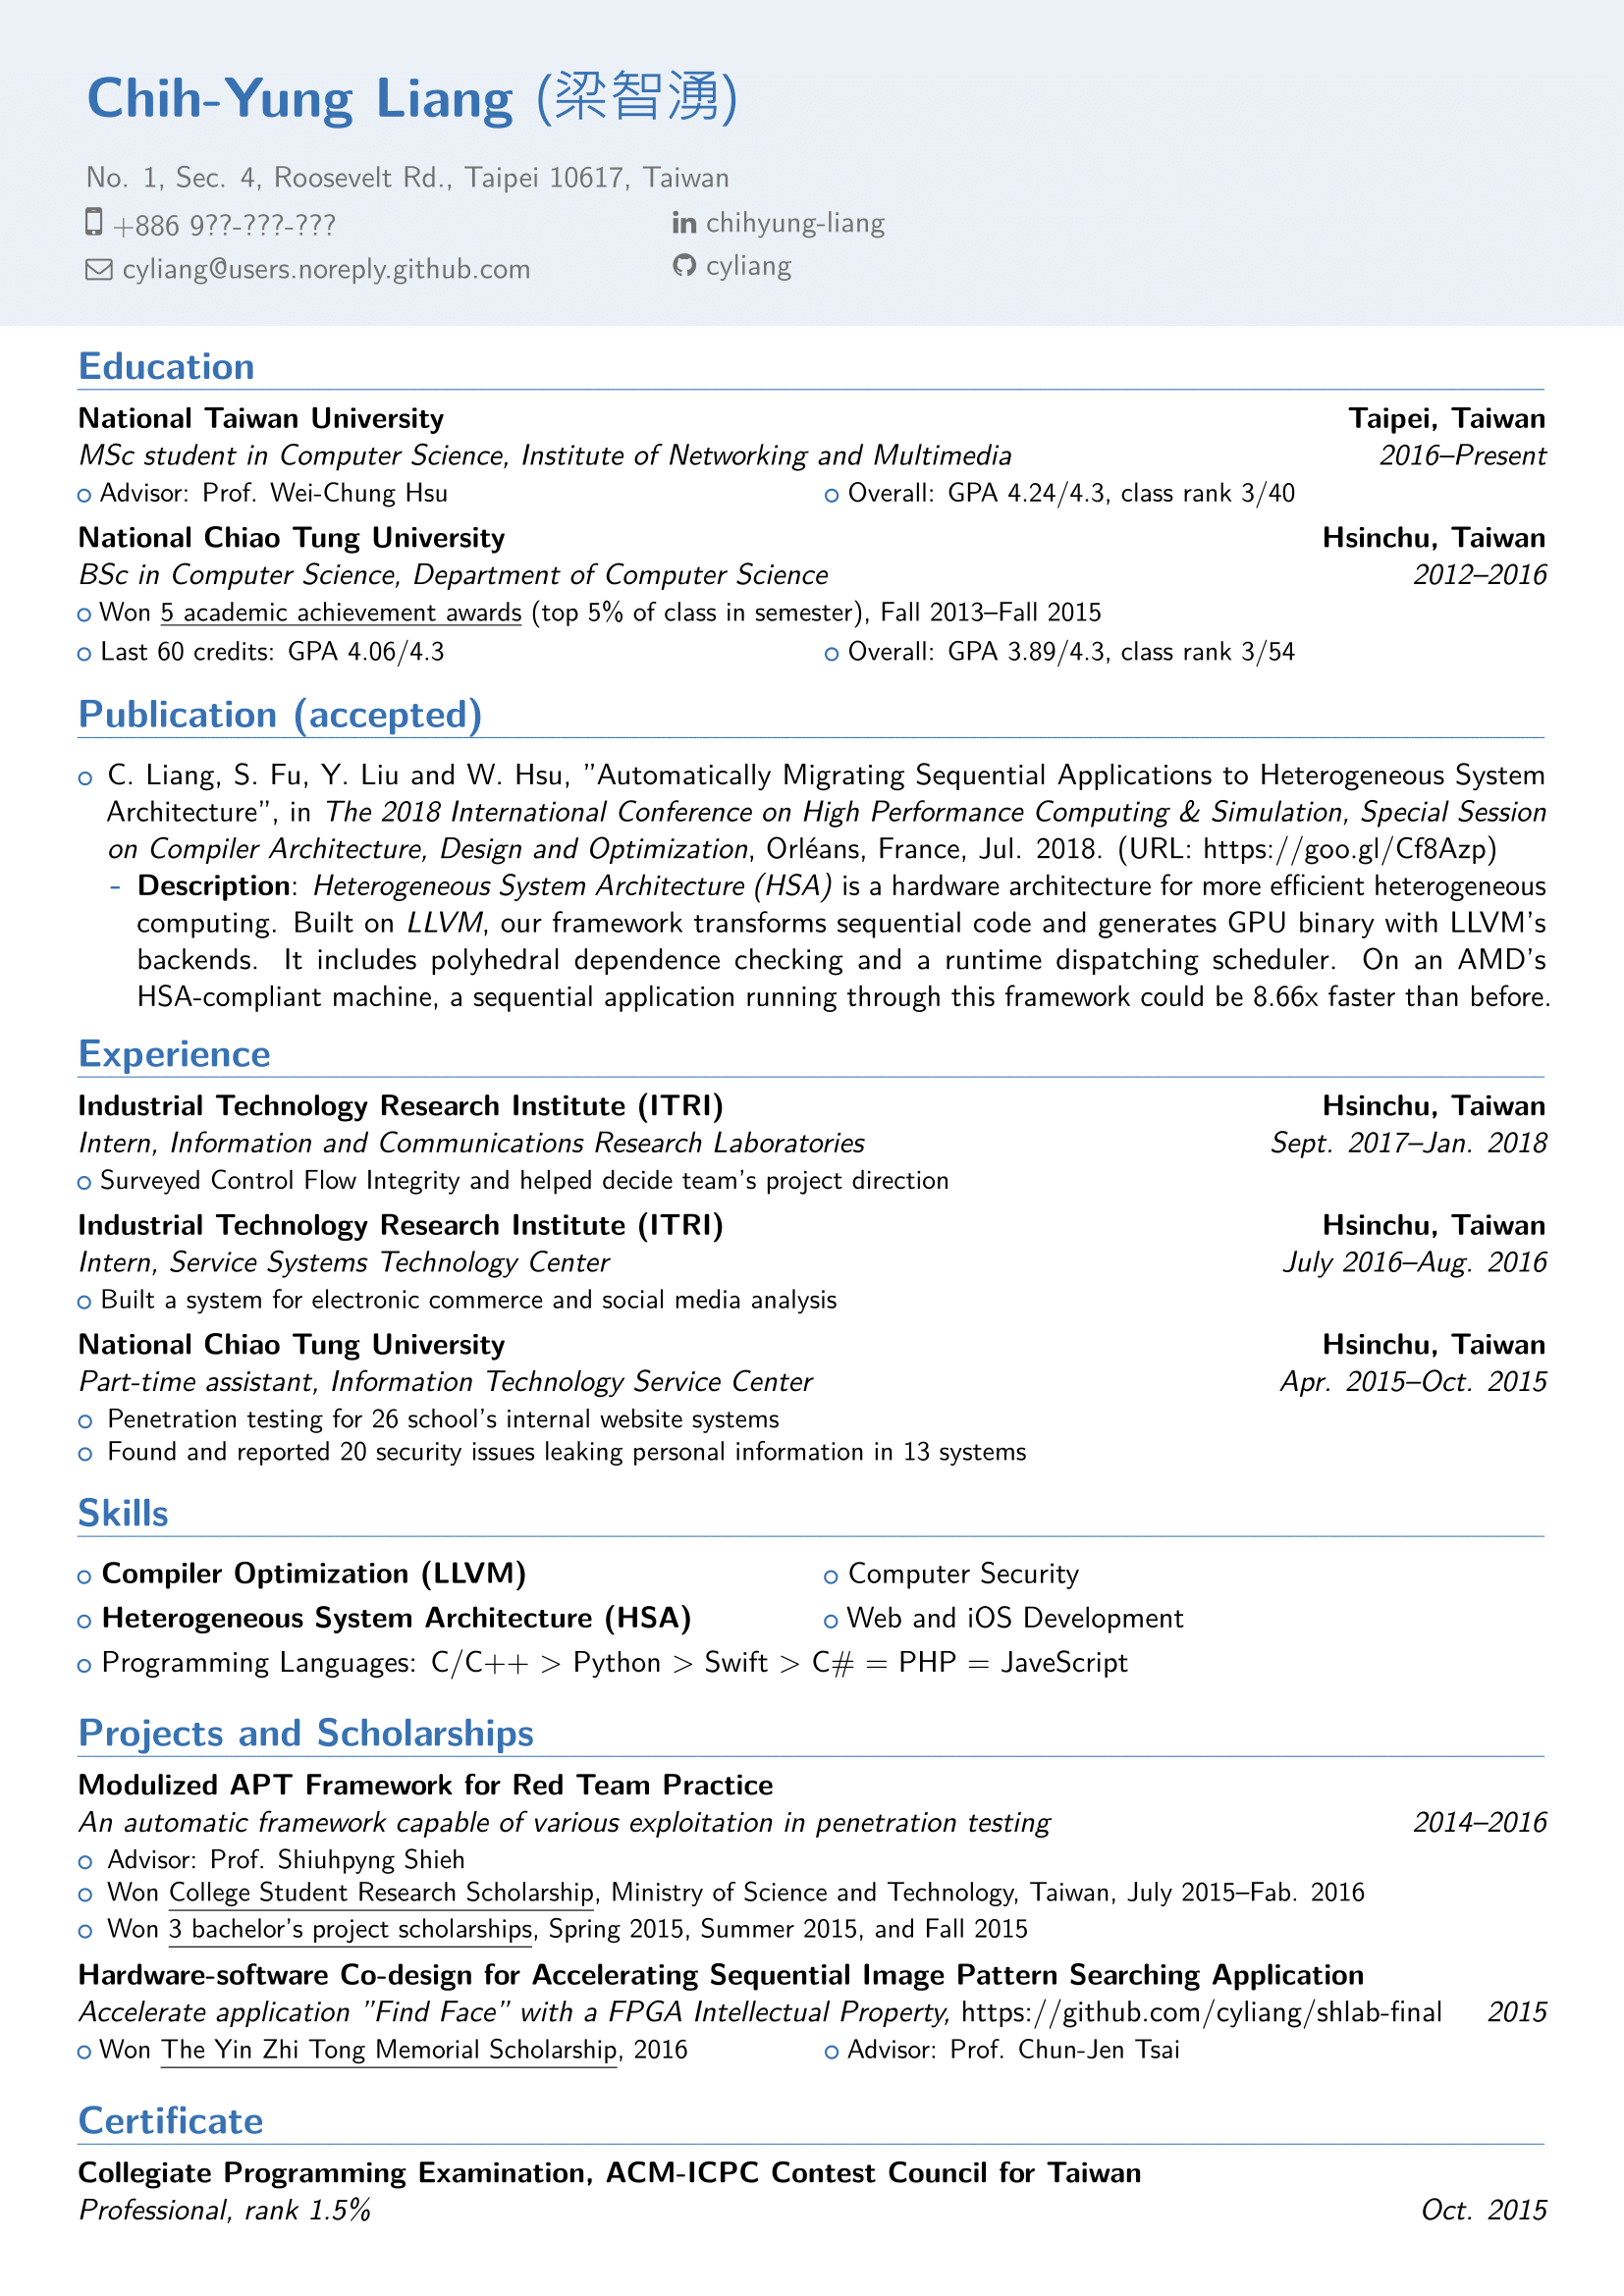 Chih-Yung Liang (梁智湧)
No. 1, Sec. 4, Roosevelt Rd., Taipei 10617, Taiwan
+886 9??-???-???
in chihyung-liang
cyliang@users.noreply.github.com
cyliang
Education
National Taiwan University Taipei, Taiwan
MSc student in Computer Science, Institute of Networking and Multimedia 2016–Present
Advisor: Prof. Wei-Chung Hsu Overall: GPA 4.24/4.3, class rank 3/40
National Chiao Tung University Hsinchu, Taiwan
BSc in Computer Science, Department of Computer Science 2012–2016
Won 5 academic achievement awards (top 5% of class in semester), Fall 2013–Fall 2015
Last 60 credits: GPA 4.06/4.3 Overall: GPA 3.89/4.3, class rank 3/54
Publication (accepted)
C. Liang, S. Fu, Y. Liu and W. Hsu, ”Automatically Migrating Sequential Applications to Heterogeneous System
Architecture”, in The 2018 International Conference on High Performance Computing & Simulation, Special Session
on Compiler Architecture, Design and Optimization, Orléans, France, Jul. 2018. (URL: https://goo.gl/Cf8Azp)
- Description: Heterogeneous System Architecture (HSA) is a hardware architecture for more efficient heterogeneous
computing. Built on LLVM, our framework transforms sequential code and generates GPU binary with LLVM's
backends. It includes polyhedral dependence checking and a runtime dispatching scheduler. On an AMD's
HSA-compliant machine, a sequential application running through this framework could be 8.66x faster than before.
Experience
Industrial Technology Research Institute (ITRI) Hsinchu, Taiwan
Intern, Information and Communications Research Laboratories Sept. 2017–Jan. 2018
Surveyed Control Flow Integrity and helped decide team's project direction
Industrial Technology Research Institute (ITRI) Hsinchu, Taiwan
Intern, Service Systems Technology Center July 2016–Aug. 2016
Built a system for electronic commerce and social media analysis
National Chiao Tung University Hsinchu, Taiwan
Part-time assistant, Information Technology Service Center Apr. 2015–Oct. 2015
Penetration testing for 26 school's internal website systems
Found and reported 20 security issues leaking personal information in 13 systems
Skills
Compiler Optimization (LLVM) Computer Security
Heterogeneous System Architecture (HSA) Web and iOS Development
Programming Languages: C/C++ > Python > Swift > C# = PHP = JaveScript
Projects and Scholarships
Modulized APT Framework for Red Team Practice
An automatic framework capable of various exploitation in penetration testing 2014–2016
Advisor: Prof. Shiuhpyng Shieh
Won College Student Research Scholarship, Ministry of Science and Technology, Taiwan, July 2015–Fab. 2016
Won 3 bachelor's project scholarships, Spring 2015, Summer 2015, and Fall 2015
Hardware-software Co-design for Accelerating Sequential Image Pattern Searching Application
Accelerate application ”Find Face” with a FPGA Intellectual Property, https://github.com/cyliang/shlab-final 2015
Won The Yin Zhi Tong Memorial Scholarship, 2016 Advisor: Prof. Chun-Jen Tsai
Certificate
Collegiate Programming Examination, ACM-ICPC Contest Council for Taiwan
Professional, rank 1.5% Oct. 2015